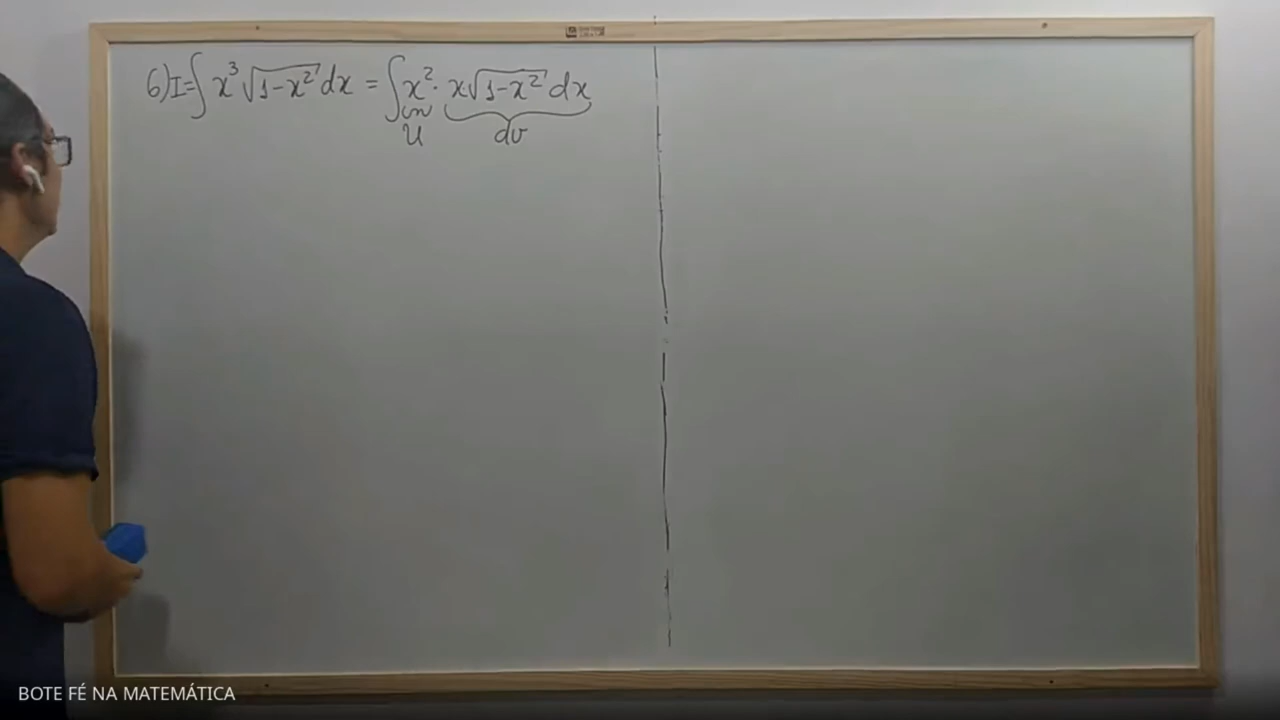 6) I = ∫ x³ √1-x² dx = ∫ x² · x√1-x² dx
u dv
BOTE FÉ NA MATEMÁTICA